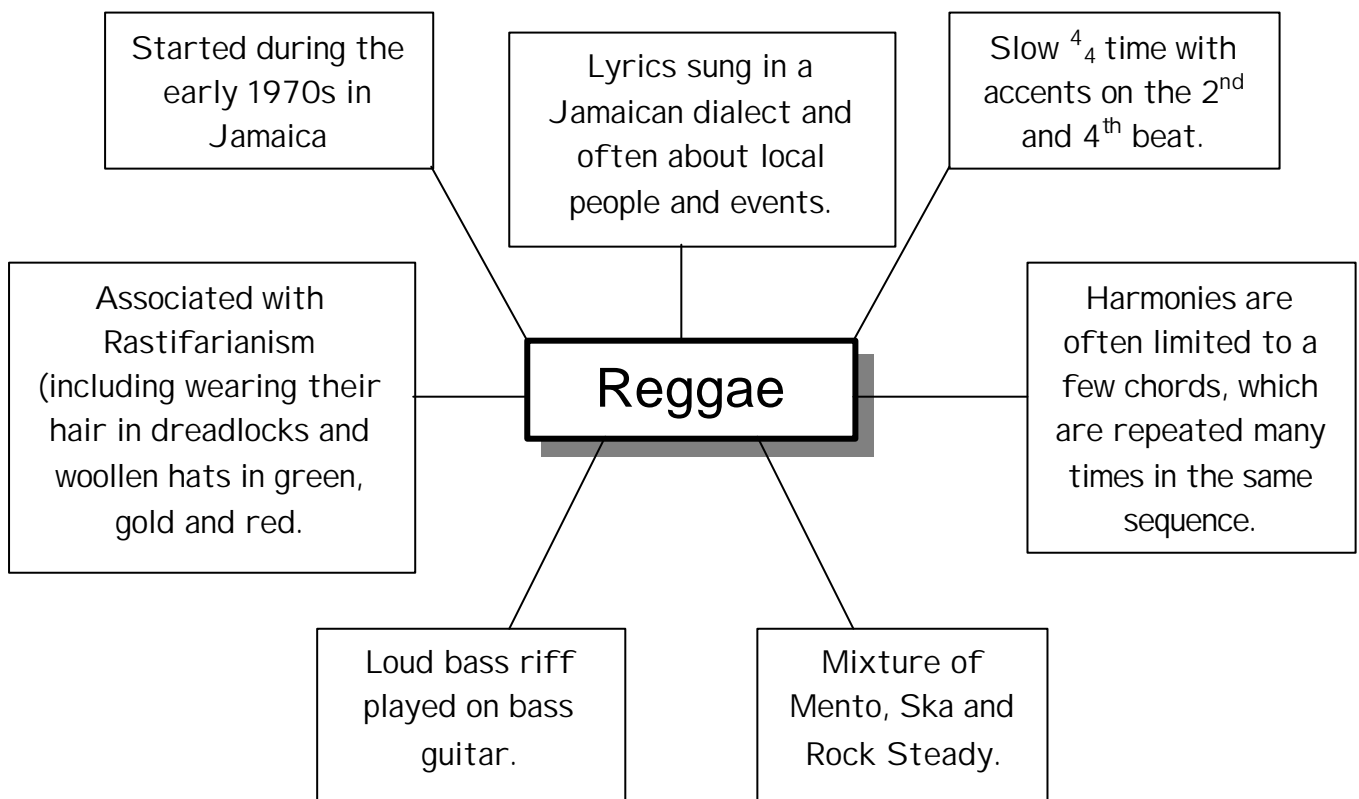 Started during the
early 1970s in
Jamaica
Lyrics sung in a
Jamaican dialect and
often about local
people and events.
Slow 4 4 time with
accents on the 2nd
and 4th beat.
Associated with
Rastifarianism
(including wearing their
hair in dreadlocks and
woollen hats in green,
gold and red.
Reggae
Harmonies are
often limited to a
few chords, which
are repeated many
times in the same
sequence.
Loud bass riff
played on bass
guitar.
Mixture of
Mento, Ska and
Rock Steady.